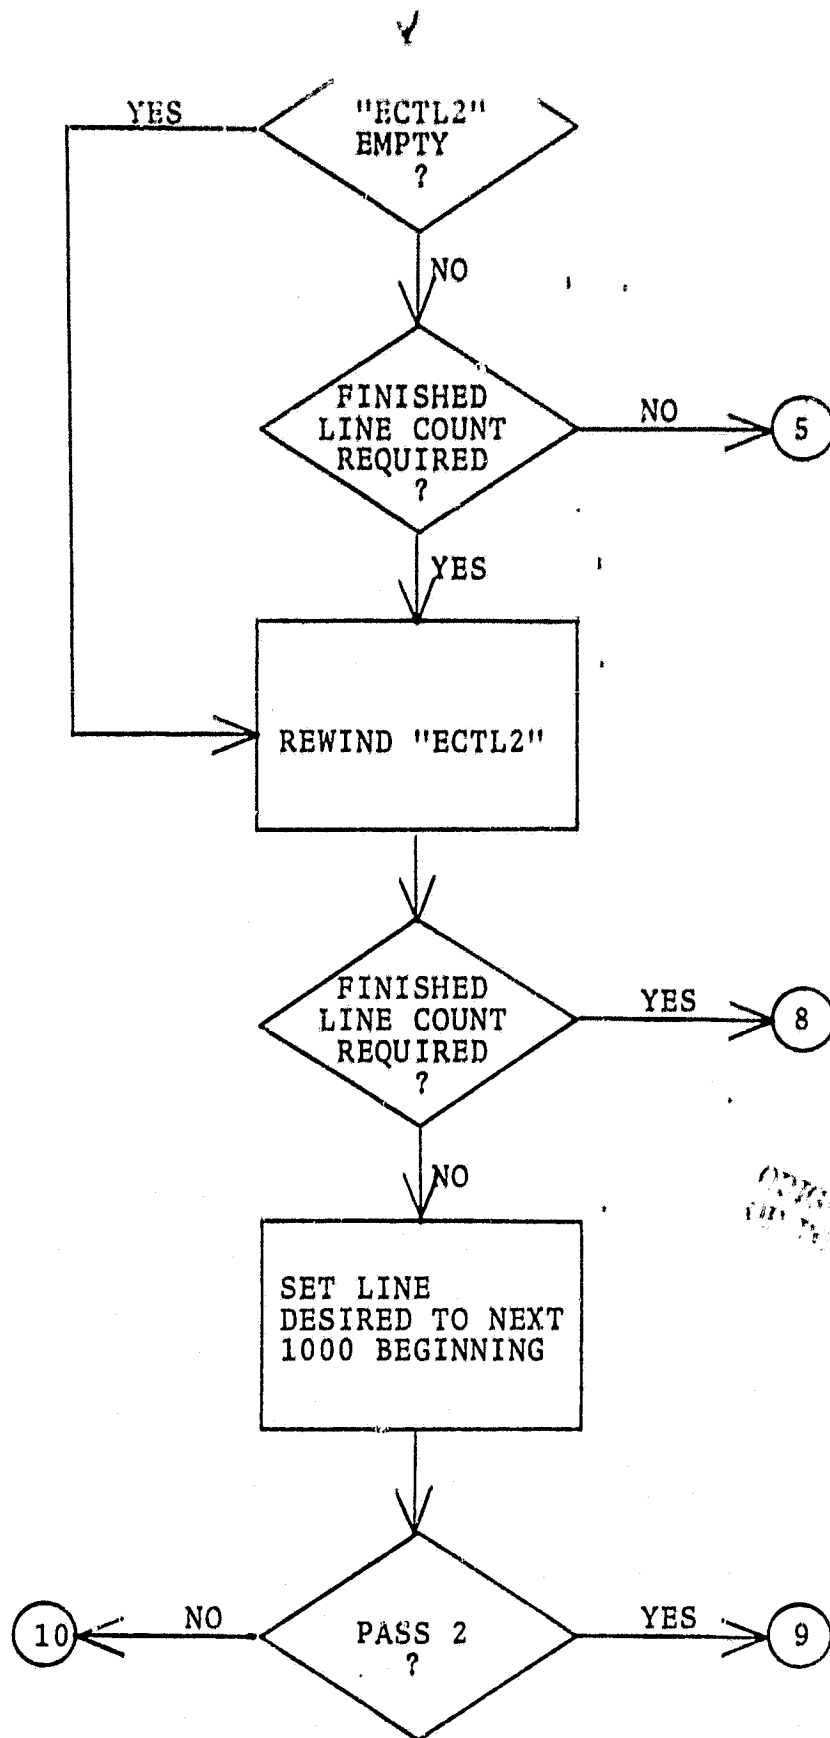 YES
"ECTL2"
EMPTY
?
NO
FINISHED
LINE COUNT
REQUIRED
?
NO
5
YES
REWIND "ECTL2"
FINISHED
LINE COUNT
REQUIRED
?
YES
8
NO
SET LINE
DESIRED TO NEXT
1000 BEGINNING
10
NO
PASS 2
?
YES
9